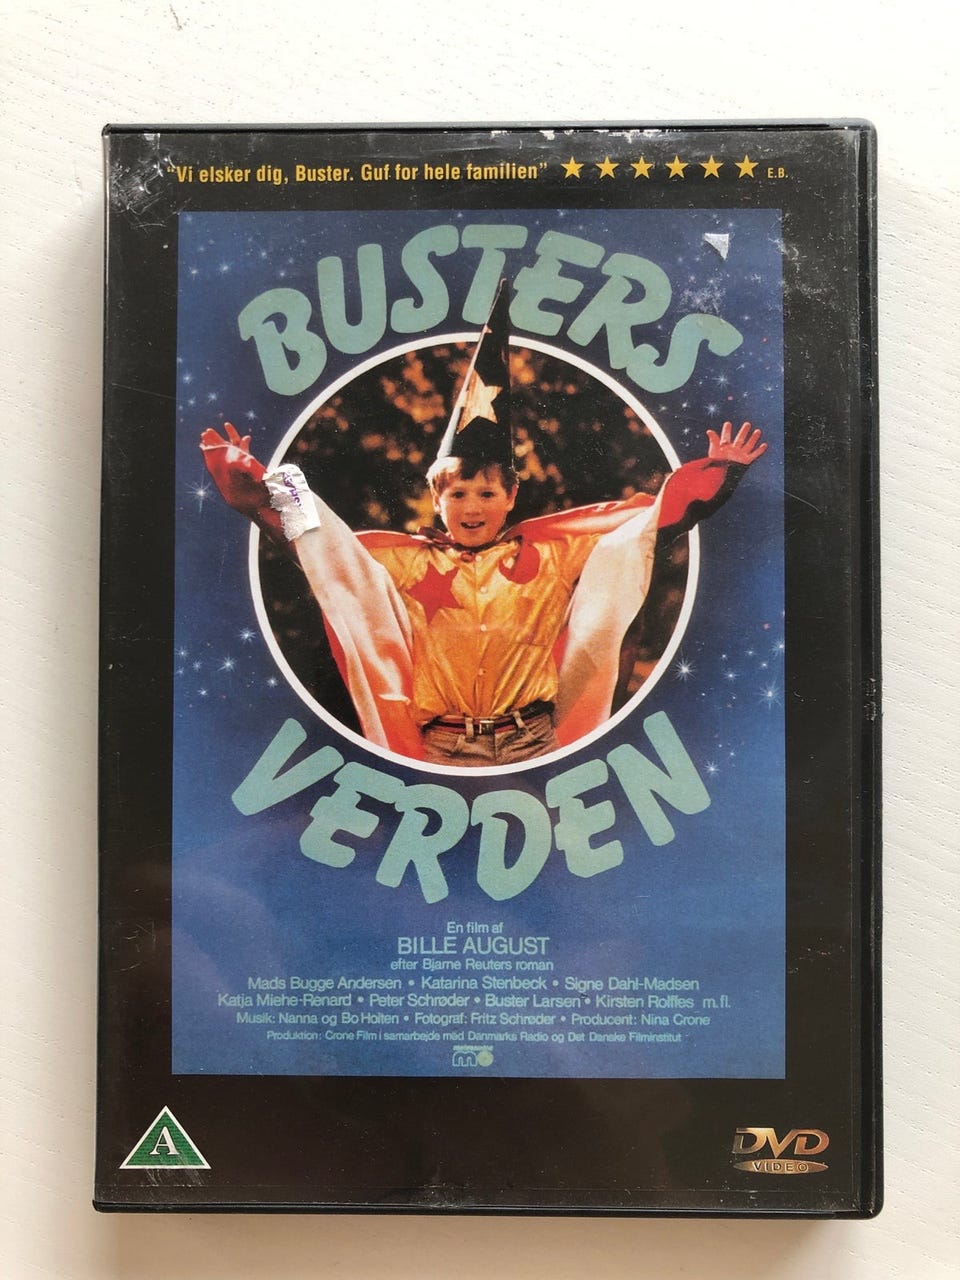 "Vi elsker dig, Buster. Guf for hele familien" ★★★★★★ E.B.
BUSTERS
VERDEN
En film af
BILLE AUGUST
efter Bjarne Reuters roman
Mads Bugge Andersen • Katarina Stenbeck • Signe Dahl-Madsen
Katja Miehe-Renard • Peter Schrøder • Buster Larsen • Kirsten Rolffes m.fl.
Musik: Nanna og Bo Holten • Fotograf: Fritz Schrøder • Producent: Nina Crone
Produktion: Crone Film i samarbejde med Danmarks Radio og Det Danske Filminstitut
A
DVD
VIDEO